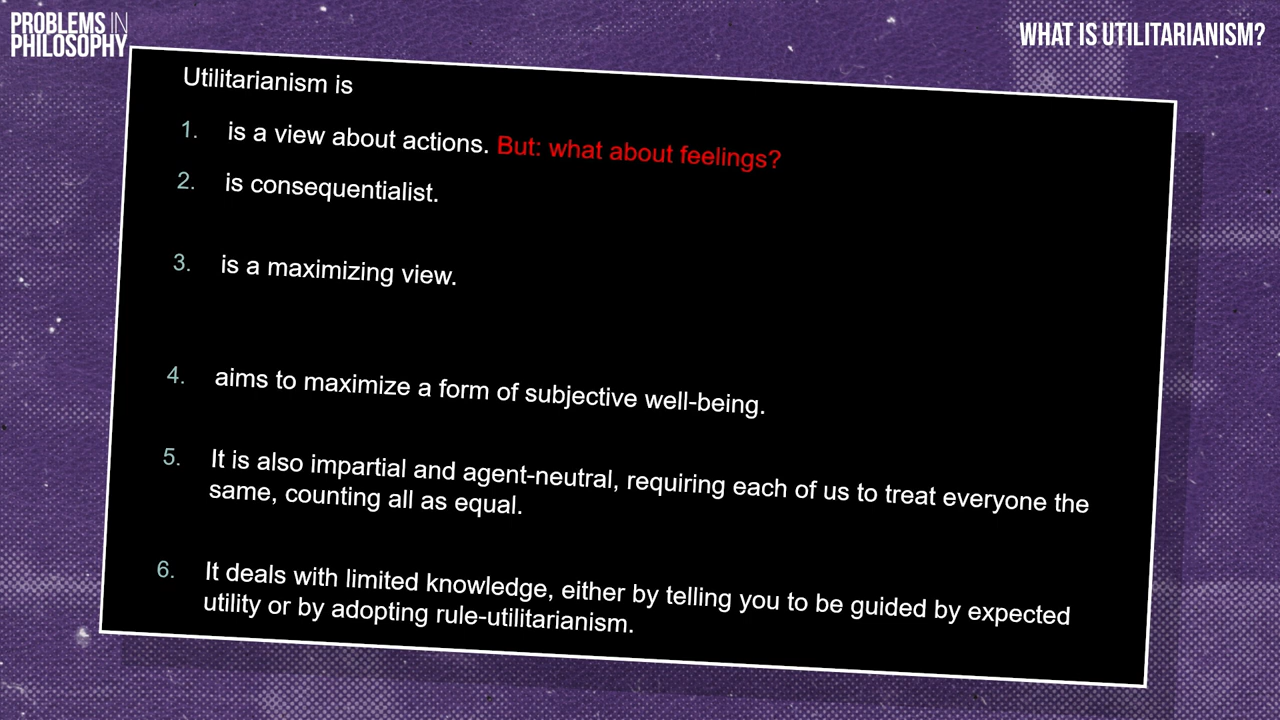 PROBLEMS IN
PHILOSOPHY
WHAT IS UTILITARIANISM?
Utilitarianism is
1. is a view about actions. But: what about feelings?
2. is consequentialist.
3. is a maximizing view.
4. aims to maximize a form of subjective well-being.
5. It is also impartial and agent-neutral, requiring each of us to treat everyone the
same, counting all as equal.
6. It deals with limited knowledge, either by telling you to be guided by expected
utility or by adopting rule-utilitarianism.